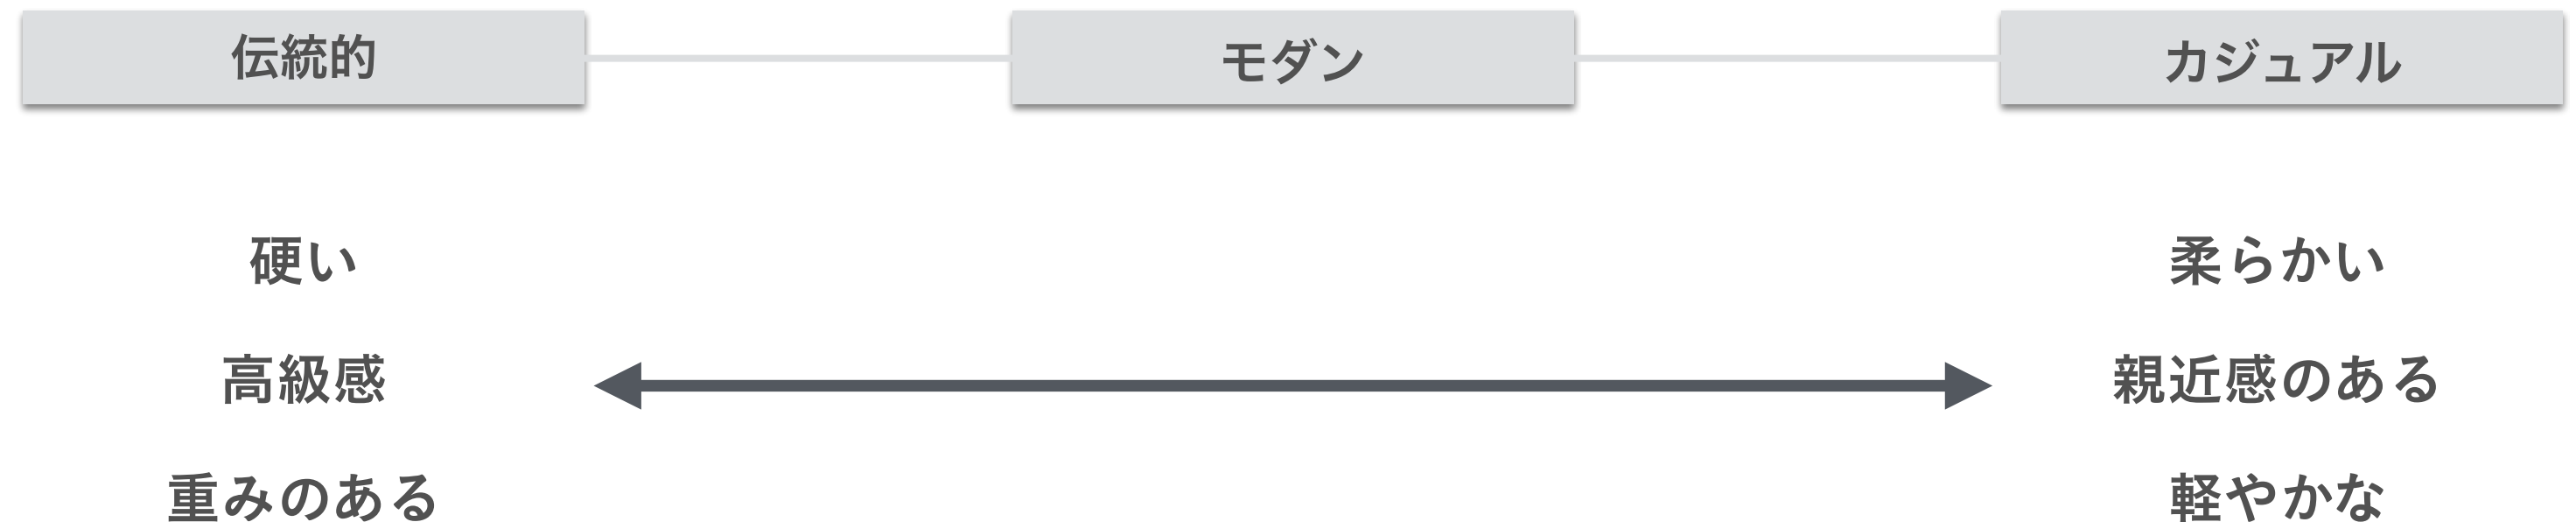 伝統的
モダン
カジュアル
硬い
柔らかい
高級感
親近感のある
重みのある
軽やかな